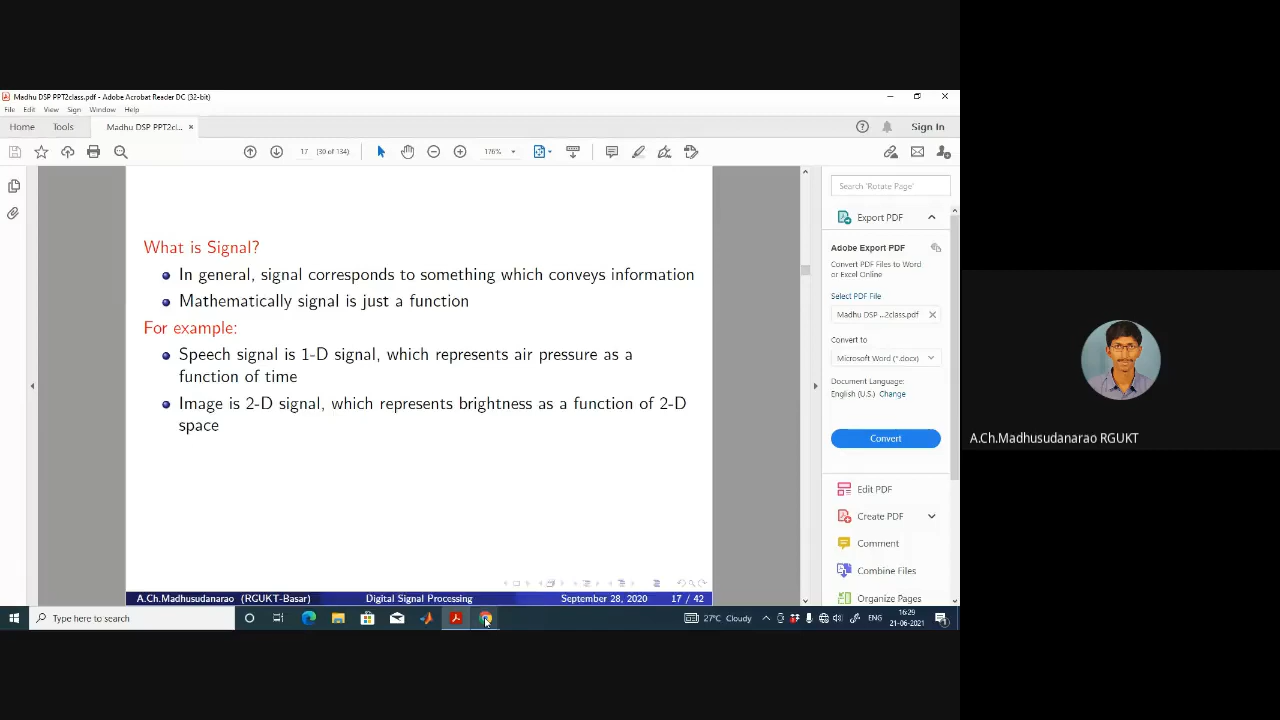 Madhu DSP PPT2class.pdf - Adobe Acrobat Reader DC (32-bit)
File Edit View Sign Window Help
Home Tools Madhu DSP PPT2cl... × Sign In
17 (30 of 134) 176%
What is Signal?
In general, signal corresponds to something which conveys information
Mathematically signal is just a function
For example:
Speech signal is 1-D signal, which represents air pressure as a
function of time
Image is 2-D signal, which represents brightness as a function of 2-D
space
A.Ch.Madhusudanarao (RGUKT-Basar) Digital Signal Processing September 28, 2020 17 / 42
Search 'Rotate Page'
Export PDF
Adobe Export PDF
Convert PDF Files to Word
or Excel Online
Select PDF File
Madhu DSP ...2class.pdf
Convert to
Microsoft Word (*.docx)
Document Language:
English (U.S.) Change
Convert
Edit PDF
Create PDF
Comment
Combine Files
Organize Pages
Type here to search
27°C Cloudy
ENG
16:29
21-06-2021
A.Ch.Madhusudanarao RGUKT